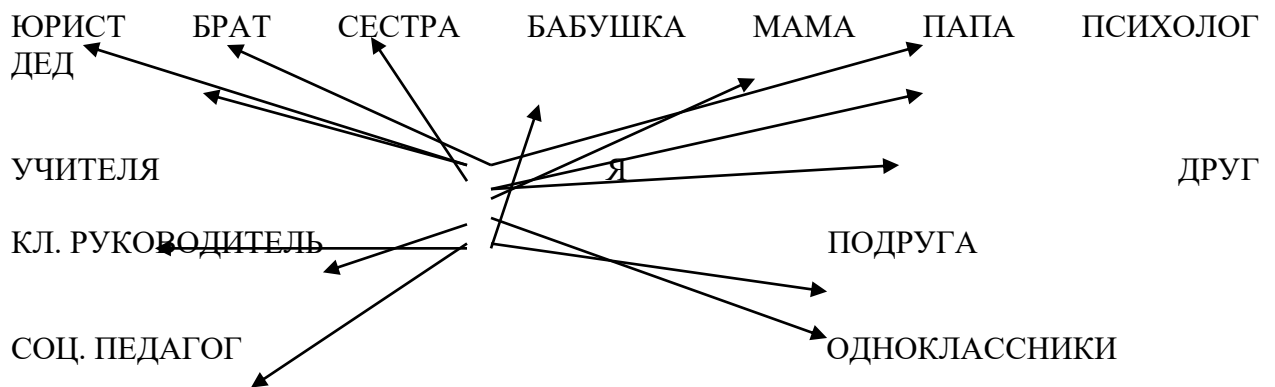 ЮРИСТ БРАТ СЕСТРА БАБУШКА МАМА ПАПА ПСИХОЛОГ
ДЕД
УЧИТЕЛЯ Я ДРУГ
КЛ. РУКОВОДИТЕЛЬ ПОДРУГА
СОЦ. ПЕДАГОГ ОДНОКЛАССНИКИ